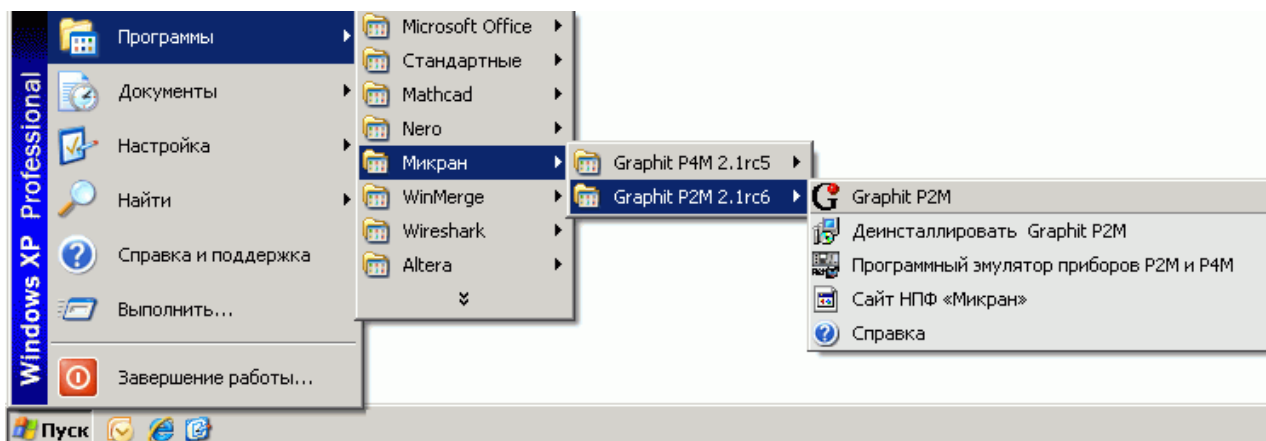 Windows XP Professional
Программы
Документы
Настройка
Найти
Справка и поддержка
Выполнить...
Завершение работы...
Microsoft Office
Стандартные
Mathcad
Nero
Микран
WinMerge
Wireshark
Altera
Graphit P4M 2.1rc5
Graphit P2M 2.1rc6
Graphit P2M
Деинсталлировать Graphit P2M
Программный эмулятор приборов Р2М и Р4М
Сайт НПФ «Микран»
Справка
Пуск